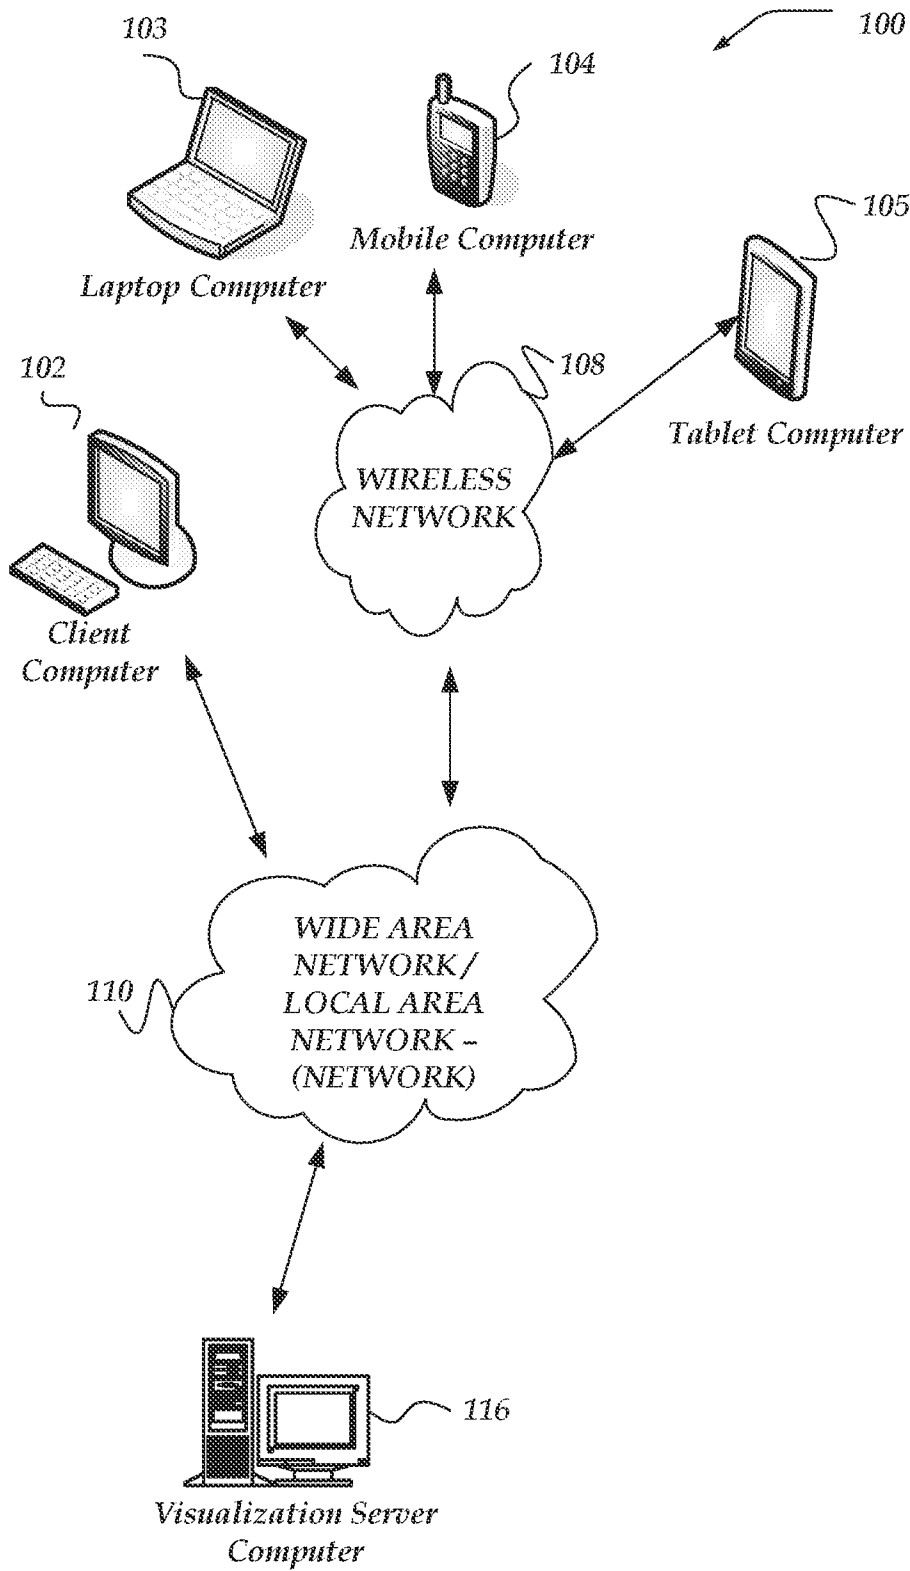 100
103
104
Mobile Computer
105
Laptop Computer
108
102
Tablet Computer
WIRELESS
NETWORK
Client
Computer
WIDE AREA
NETWORK /
LOCAL AREA
NETWORK –
(NETWORK)
110
116
Visualization Server
Computer